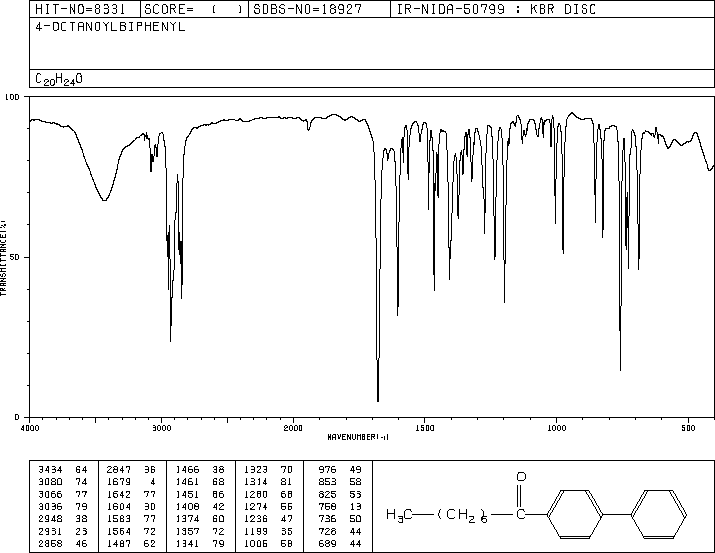 HIT-NO=8331 SCORE= ( ) SDBS-NO=18927 IR-NIDA-50799 : KBR DISC
4-OCTANOYLBIPHENYL
C20H24O
100
50
0
TRANSMITTANCE(%)
4000 3000 2000 1500 1000 500
WAVENUMBER(-1)
3434 64 2847 36 1466 38 1323 70 976 49
3080 74 1679 4 1461 68 1314 81 853 58
3066 77 1642 77 1451 86 1280 68 825 53
3036 79 1604 30 1408 42 1274 55 758 13
2948 38 1583 77 1374 60 1236 47 736 50
2931 23 1564 72 1357 72 1199 35 728 44
2868 46 1487 62 1341 79 1006 58 689 44
O
H3C—(CH2)6—C